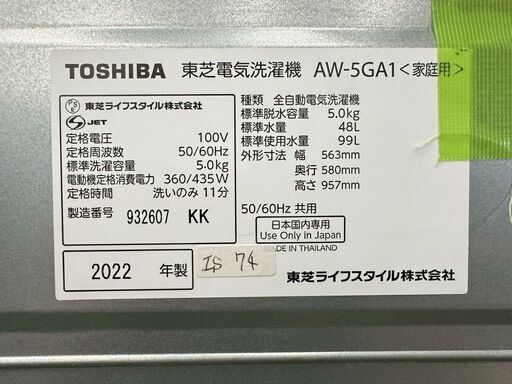 TOSHIBA 東芝電気洗濯機 AW-5GA1<家庭用>
PSE 東芝ライフスタイル株式会社
S JET
定格電圧 100V
定格周波数 50/60Hz
標準洗濯容量 5.0kg
電動機定格消費電力 360/435W
定格時間 洗いのみ 11分
製造番号 932607 KK
2022 年製
種類 全自動電気洗濯機
標準脱水容量 5.0kg
標準水量 48L
標準使用水量 99L
外形寸法 幅 563mm
奥行 580mm
高さ 957mm
50/60Hz 共用
日本国内専用
Use Only in Japan
MADE IN THAILAND
IS 74
東芝ライフスタイル株式会社